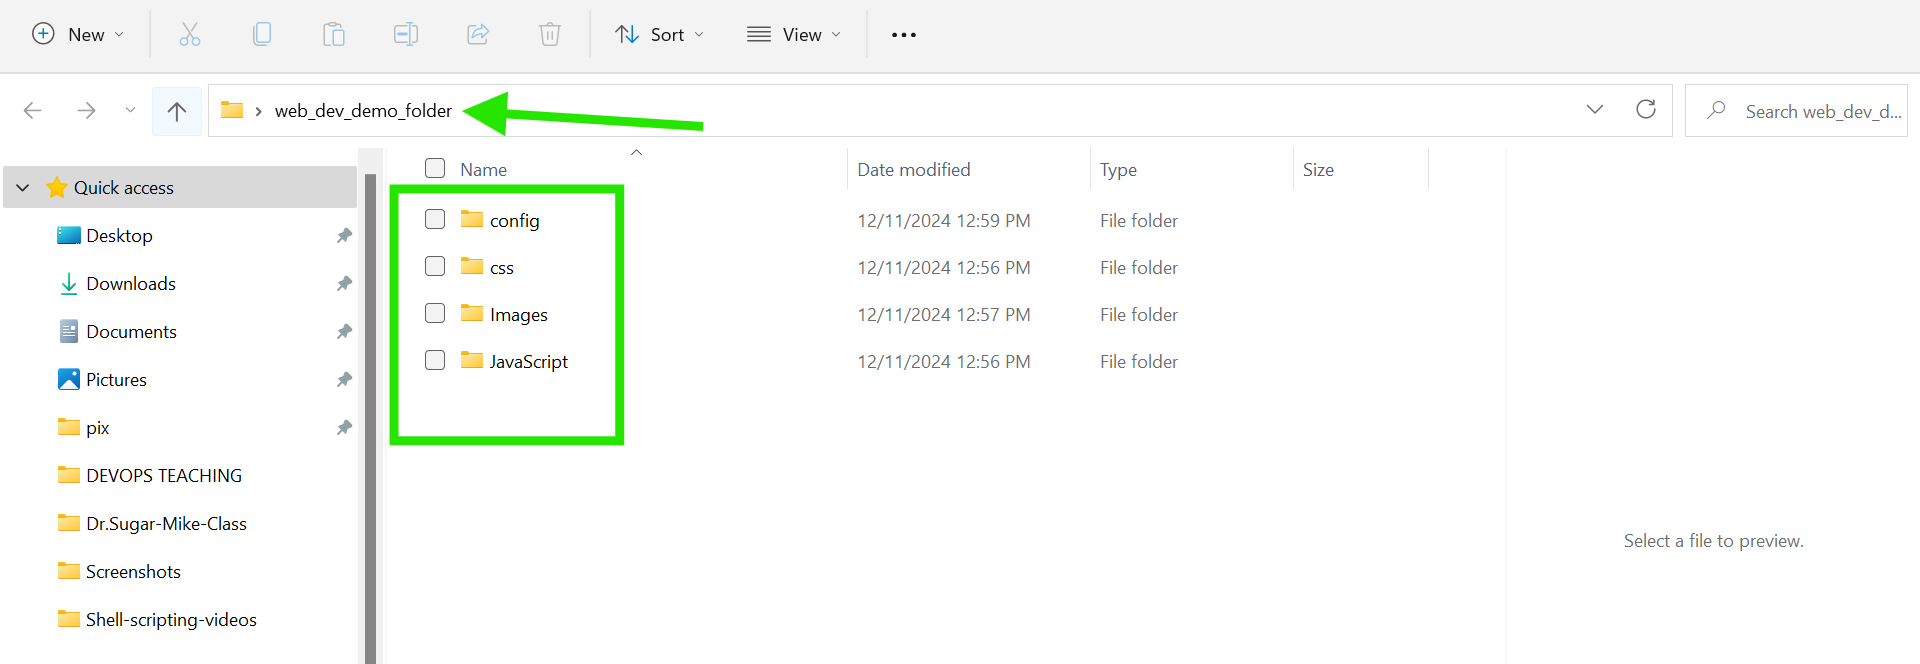 New Sort View
web_dev_demo_folder Search web_dev_d...
Quick access
Desktop
Downloads
Documents
Pictures
pix
DEVOPS TEACHING
Dr.Sugar-Mike-Class
Screenshots
Shell-scripting-videos
Name Date modified Type Size
config 12/11/2024 12:59 PM File folder
css 12/11/2024 12:56 PM File folder
Images 12/11/2024 12:57 PM File folder
JavaScript 12/11/2024 12:56 PM File folder
Select a file to preview.